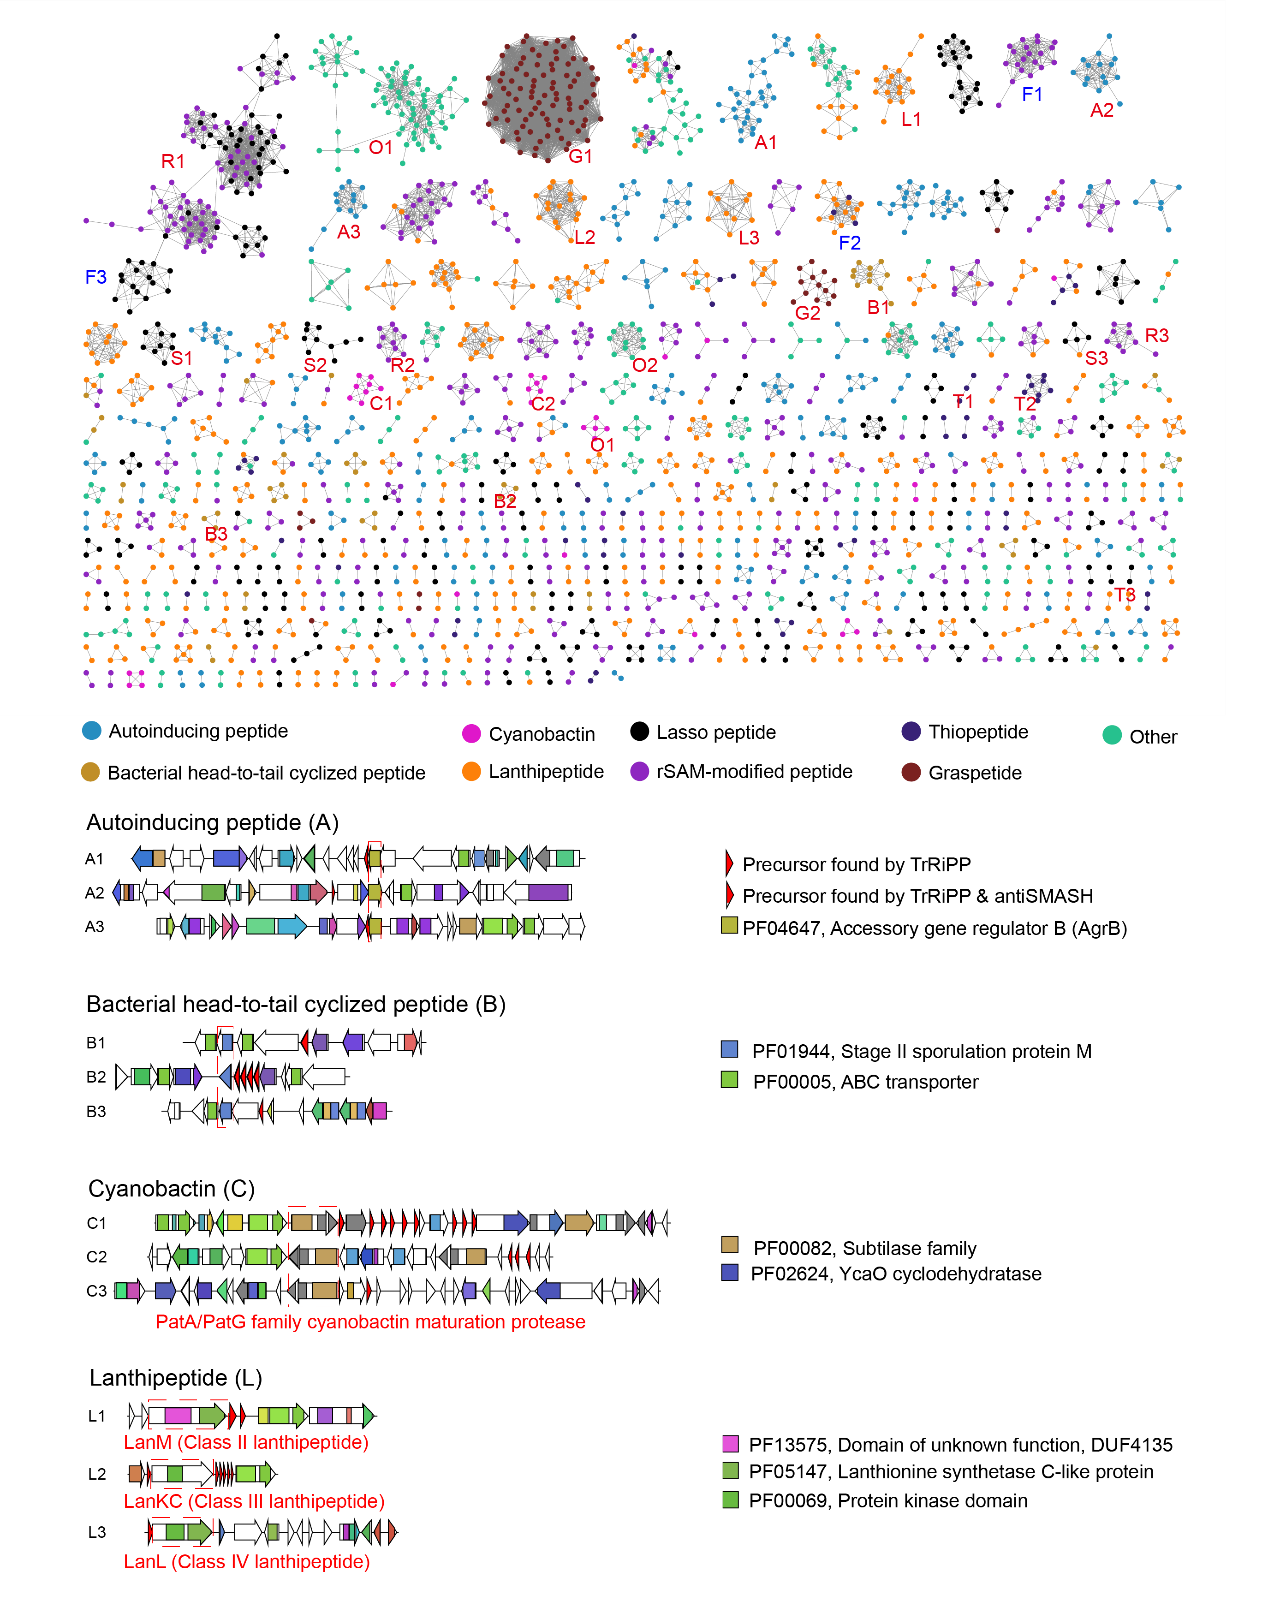 R1
O1
G1
A1
L1
F1
A2
A3
L2
L3
F2
F3
G2
B1
S1
S2
R2
O2
S3
R3
C1
C2
T1
T2
O1
B2
B3
T3
Autoinducing peptide
Cyanobactin
Lasso peptide
Thiopeptide
Other
Bacterial head-to-tail cyclized peptide
Lanthipeptide
rSAM-modified peptide
Graspetide
Autoinducing peptide (A)
A1
A2
A3
Precursor found by TrRiPP
Precursor found by TrRiPP & antiSMASH
PF04647, Accessory gene regulator B (AgrB)
Bacterial head-to-tail cyclized peptide (B)
B1
B2
B3
PF01944, Stage II sporulation protein M
PF00005, ABC transporter
Cyanobactin (C)
C1
C2
C3
PatA/PatG family cyanobactin maturation protease
PF00082, Subtilase family
PF02624, YcaO cyclodehydratase
Lanthipeptide (L)
L1
LanM (Class II lanthipeptide)
L2
LanKC (Class III lanthipeptide)
L3
LanL (Class IV lanthipeptide)
PF13575, Domain of unknown function, DUF4135
PF05147, Lanthionine synthetase C-like protein
PF00069, Protein kinase domain